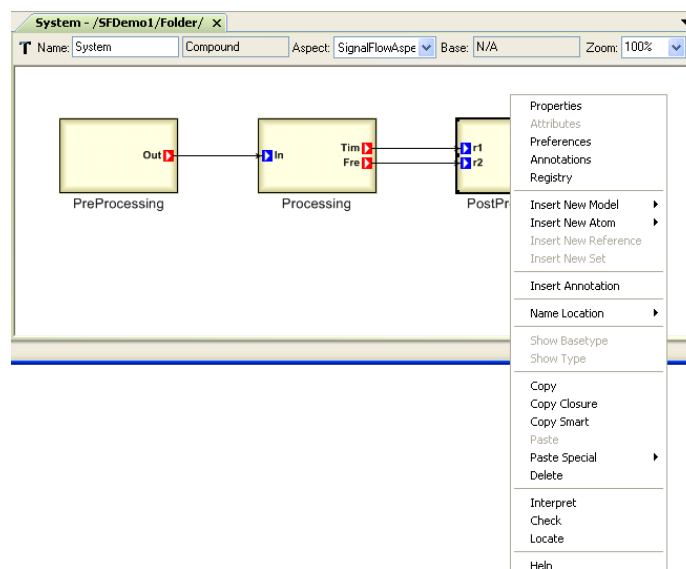 System - /SFDemo1/Folder/ ×
T Name: System Compound Aspect: SignalFlowAspe Base: N/A Zoom: 100%
Out In Tim r1
Fre r2
PreProcessing Processing PostPr
Properties
Attributes
Preferences
Annotations
Registry
Insert New Model
Insert New Atom
Insert New Reference
Insert New Set
Insert Annotation
Name Location
Show Basetype
Show Type
Copy
Copy Closure
Copy Smart
Paste
Paste Special
Delete
Interpret
Check
Locate
Help